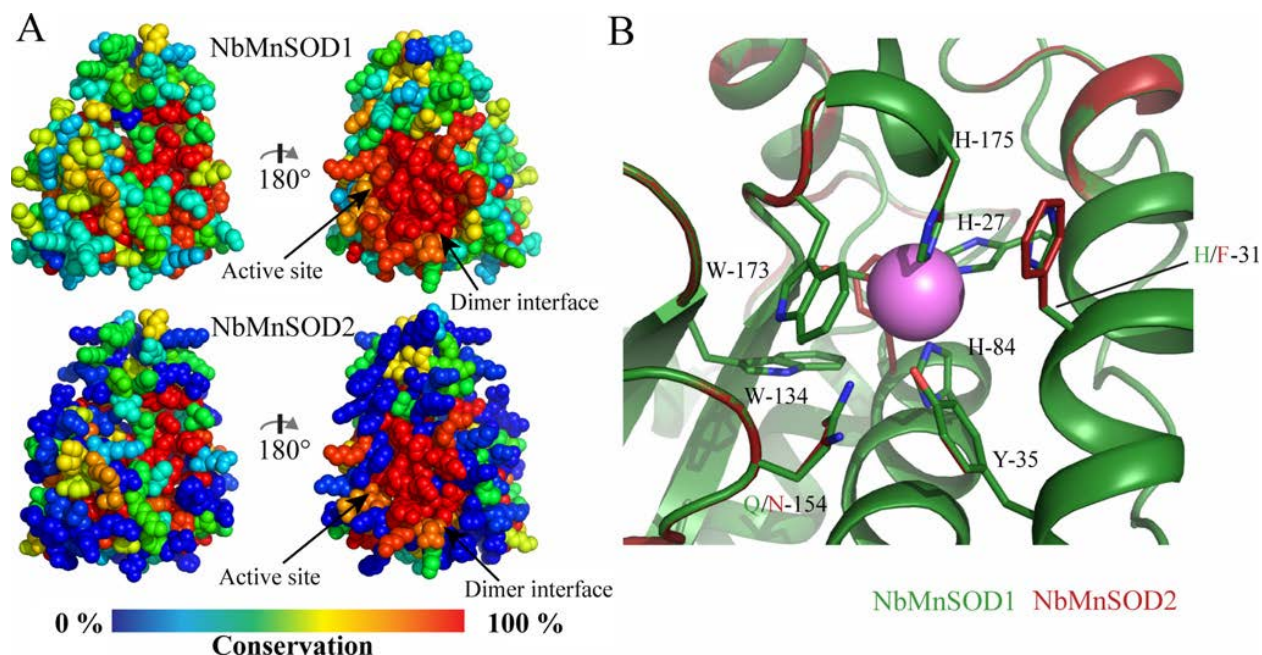 A
NbMnSOD1
180°
Active site
Dimer interface
NbMnSOD2
180°
Active site
Dimer interface
0 %
100 %
Conservation
B
H-175
H-27
W-173
H/F-31
H-84
W-134
Y-35
Q/N-154
NbMnSOD1 NbMnSOD2